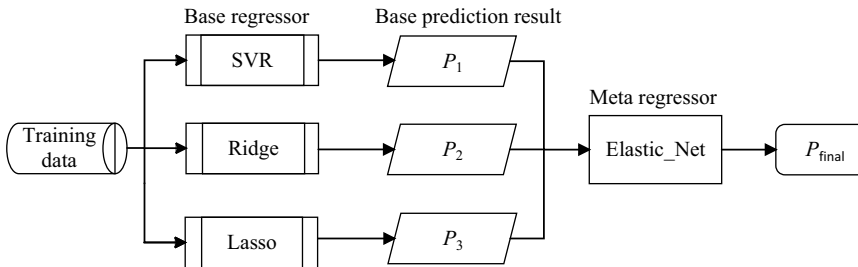 Base regressor
Base prediction result
SVR
P1
Meta regressor
Training
data
Ridge
P2
Elastic_Net
Pfinal
Lasso
P3